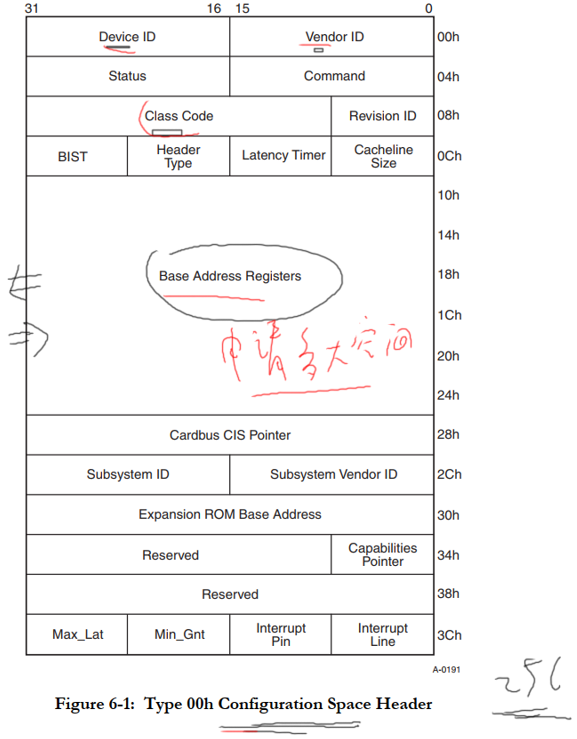 31 16 15 0
Device ID Vendor ID 00h
Status Command 04h
Class Code Revision ID 08h
BIST Header Type Latency Timer Cacheline Size 0Ch
10h
14h
Base Address Registers 18h
1Ch
申请多大空间 20h
24h
Cardbus CIS Pointer 28h
Subsystem ID Subsystem Vendor ID 2Ch
Expansion ROM Base Address 30h
Reserved Capabilities Pointer 34h
Reserved 38h
Max_Lat Min_Gnt Interrupt Pin Interrupt Line 3Ch
A-0191
256
Figure 6-1: Type 00h Configuration Space Header